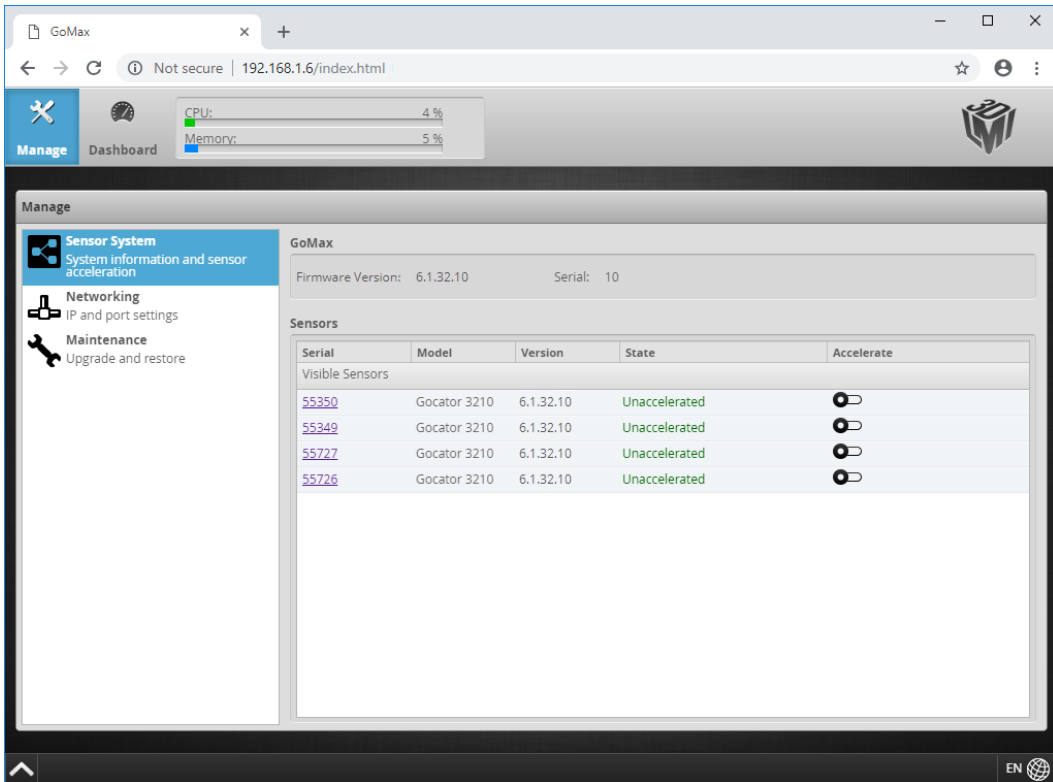 GoMax
Not secure | 192.168.1.6/index.html
Manage
Dashboard
CPU: 4 %
Memory: 5 %
Manage
Sensor System
System information and sensor
acceleration
Networking
IP and port settings
Maintenance
Upgrade and restore
GoMax
Firmware Version: 6.1.32.10 Serial: 10
Sensors
Serial Model Version State Accelerate
Visible Sensors
55350 Gocator 3210 6.1.32.10 Unaccelerated
55349 Gocator 3210 6.1.32.10 Unaccelerated
55727 Gocator 3210 6.1.32.10 Unaccelerated
55726 Gocator 3210 6.1.32.10 Unaccelerated
EN